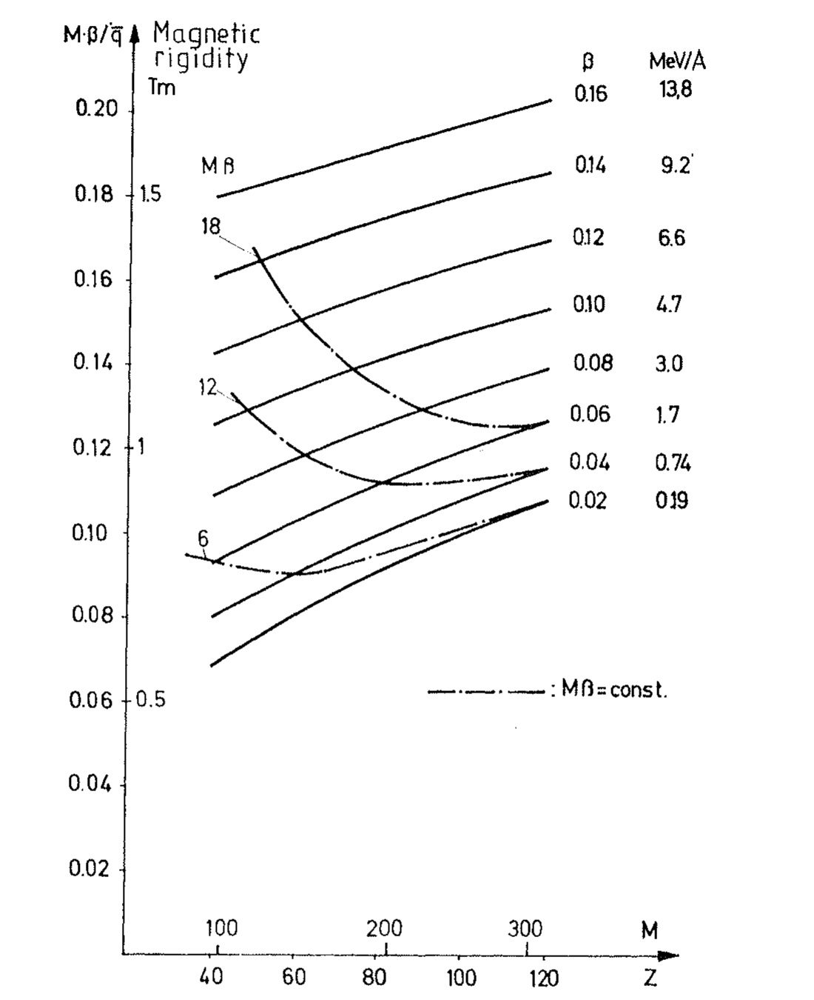 M·β/q̄ Magnetic
rigidity
Tm
β MeV/A
0.16 13,8
0.20
Mβ
0.14 9.2
0.18 1.5
18
0.12 6.6
0.16
0.10 4.7
0.14
0.08 3.0
12
0.06 1.7
0.12 1
0.04 0.74
0.02 0.19
0.10
6
0.08
: Mβ = const.
0.06 0.5
0.04
0.02
100 200 300 M
40 60 80 100 120 Z